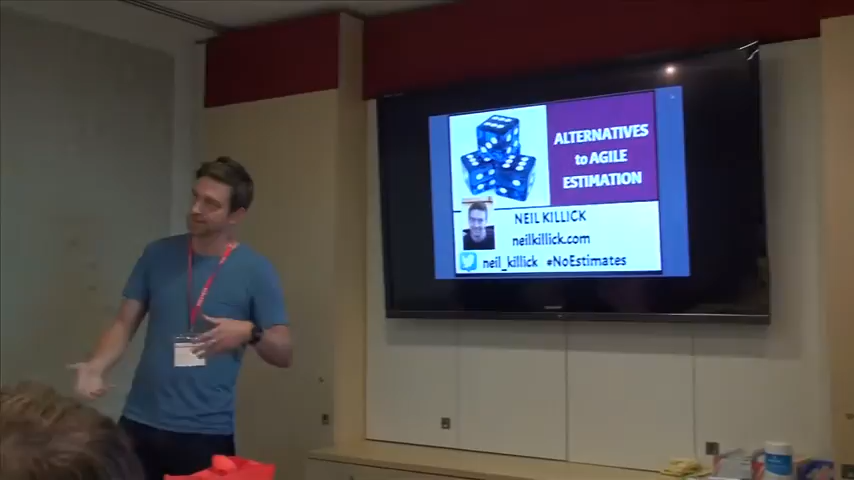 ALTERNATIVES
to AGILE
ESTIMATION
NEIL KILLICK
neilkillick.com
neil_killick #NoEstimates